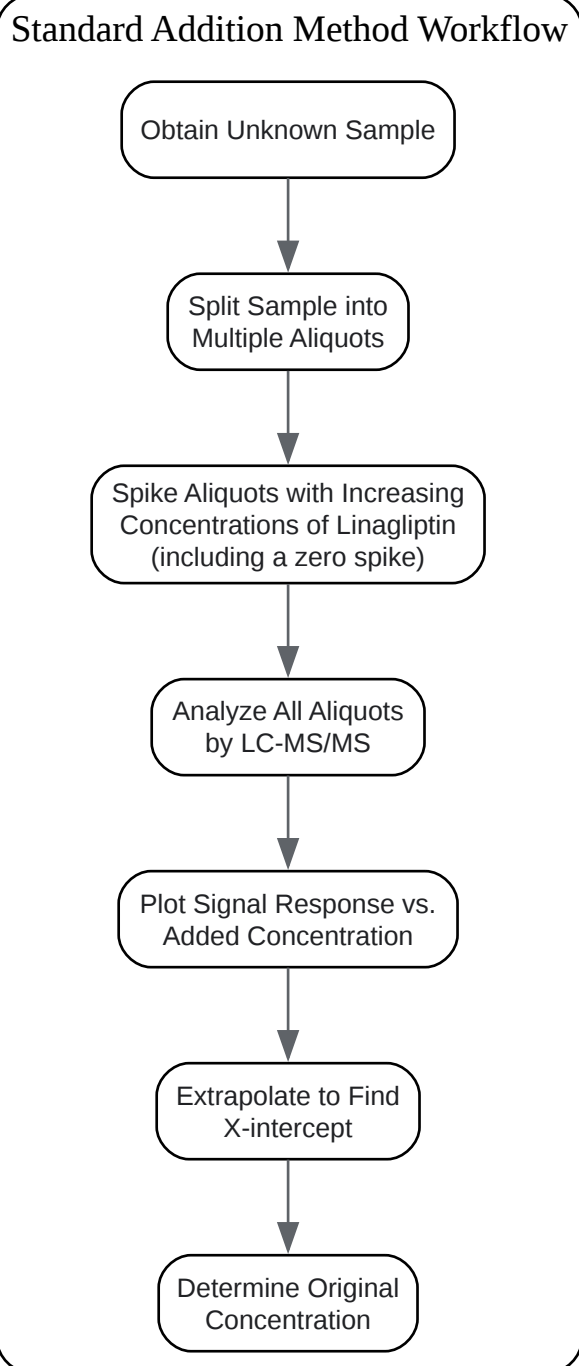 Standard Addition Method Workflow
Obtain Unknown Sample
Split Sample into
Multiple Aliquots
Spike Aliquots with Increasing
Concentrations of Linagliptin
(including a zero spike)
Analyze All Aliquots
by LC-MS/MS
Plot Signal Response vs.
Added Concentration
Extrapolate to Find
X-intercept
Determine Original
Concentration